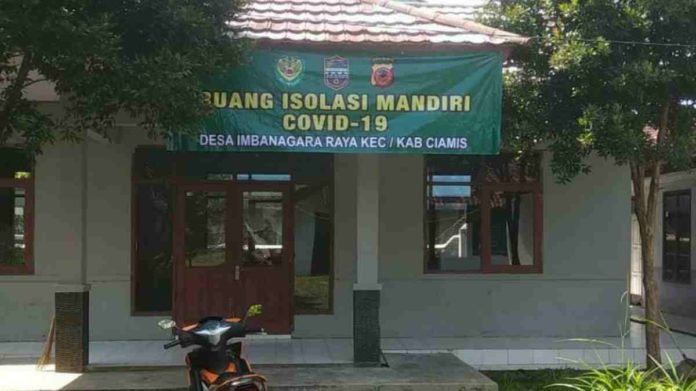 RUANG ISOLASI MANDIRI
COVID-19
DESA IMBANAGARA RAYA KEC / KAB CIAMIS